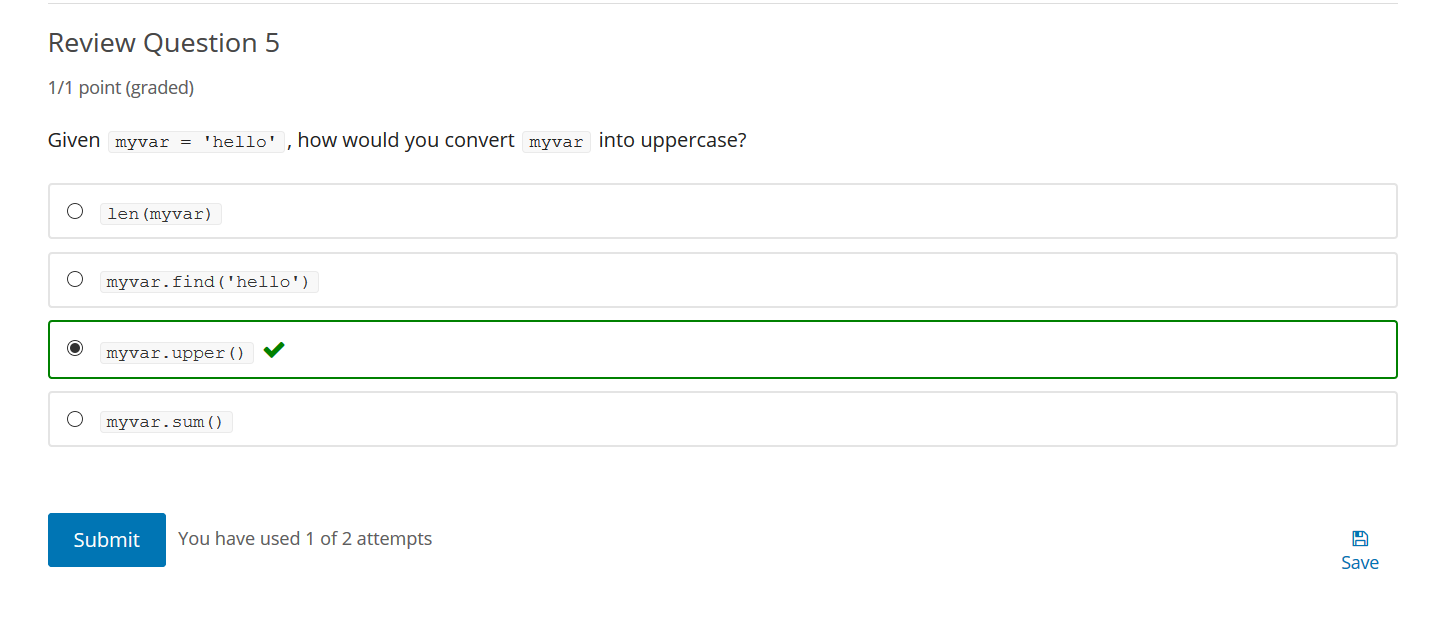 Review Question 5
1/1 point (graded)
Given myvar = 'hello', how would you convert myvar into uppercase?
len(myvar)
myvar.find('hello')
myvar.upper()
myvar.sum()
Submit You have used 1 of 2 attempts
Save